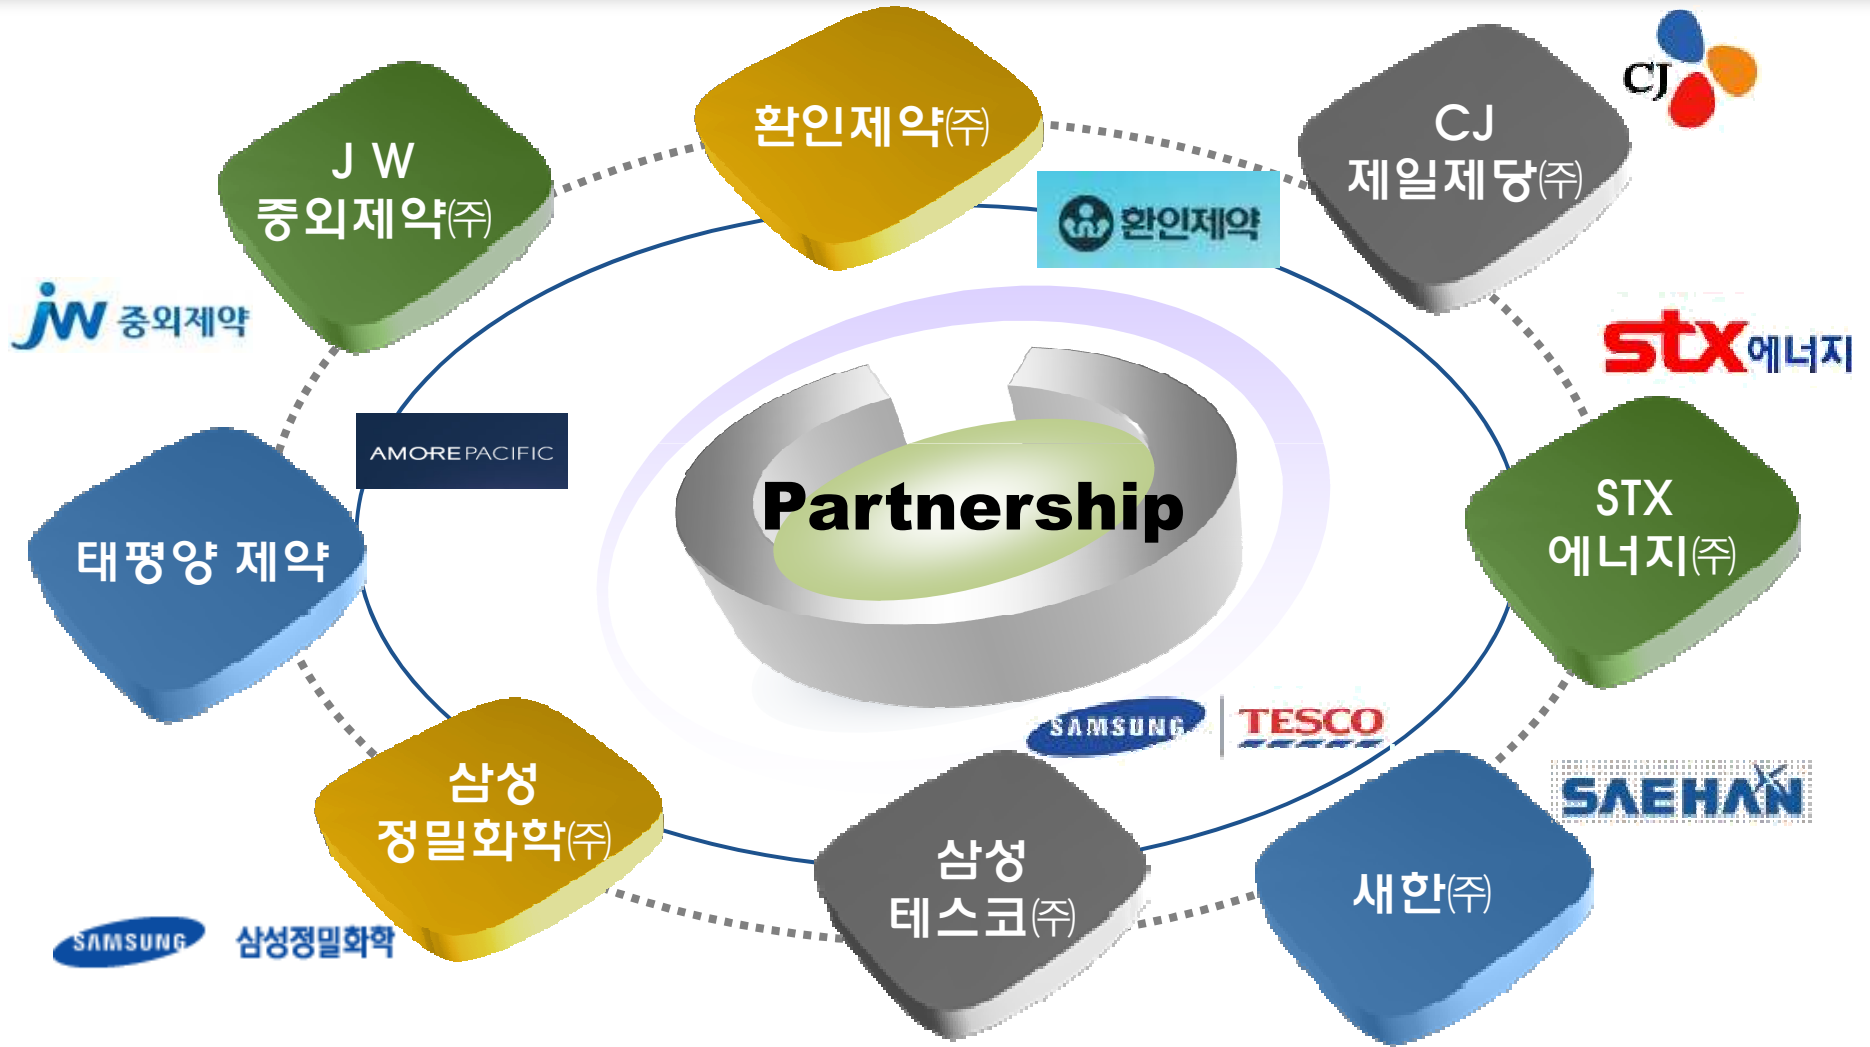 환인제약㈜
CJ
CJ
제일제당㈜
J W
중외제약㈜
환인제약
jw 중외제약
stx에너지
AMOREPACIFIC
STX
에너지㈜
Partnership
태평양 제약
SAMSUNG | TESCO
삼성
정밀화학㈜
SAEHAN
삼성
테스코㈜
새한㈜
SAMSUNG 삼성정밀화학